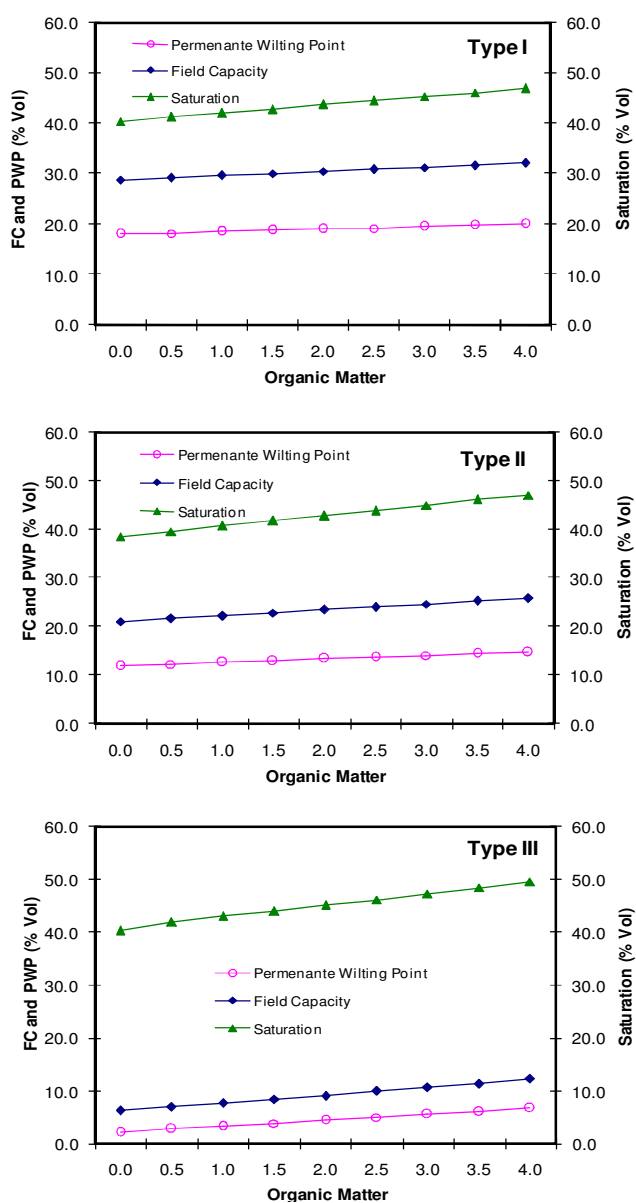 Type I
Permenante Wilting Point
Field Capacity
Saturation
FC and PWP (% Vol)
60.0
50.0
40.0
30.0
20.0
10.0
0.0
Saturation (% Vol)
60.0
50.0
40.0
30.0
20.0
10.0
0.0
0.0 0.5 1.0 1.5 2.0 2.5 3.0 3.5 4.0
Organic Matter
Type II
Permenante Wilting Point
Field Capacity
Saturation
FC and PWP (% Vol)
60.0
50.0
40.0
30.0
20.0
10.0
0.0
Saturation (% Vol)
60.0
50.0
40.0
30.0
20.0
10.0
0.0
0.0 0.5 1.0 1.5 2.0 2.5 3.0 3.5 4.0
Organic Matter
Type III
Permenante Wilting Point
Field Capacity
Saturation
FC and PWP (% Vol)
60.0
50.0
40.0
30.0
20.0
10.0
0.0
Saturation (% Vol)
60.0
50.0
40.0
30.0
20.0
10.0
0.0
0.0 0.5 1.0 1.5 2.0 2.5 3.0 3.5 4.0
Organic Matter